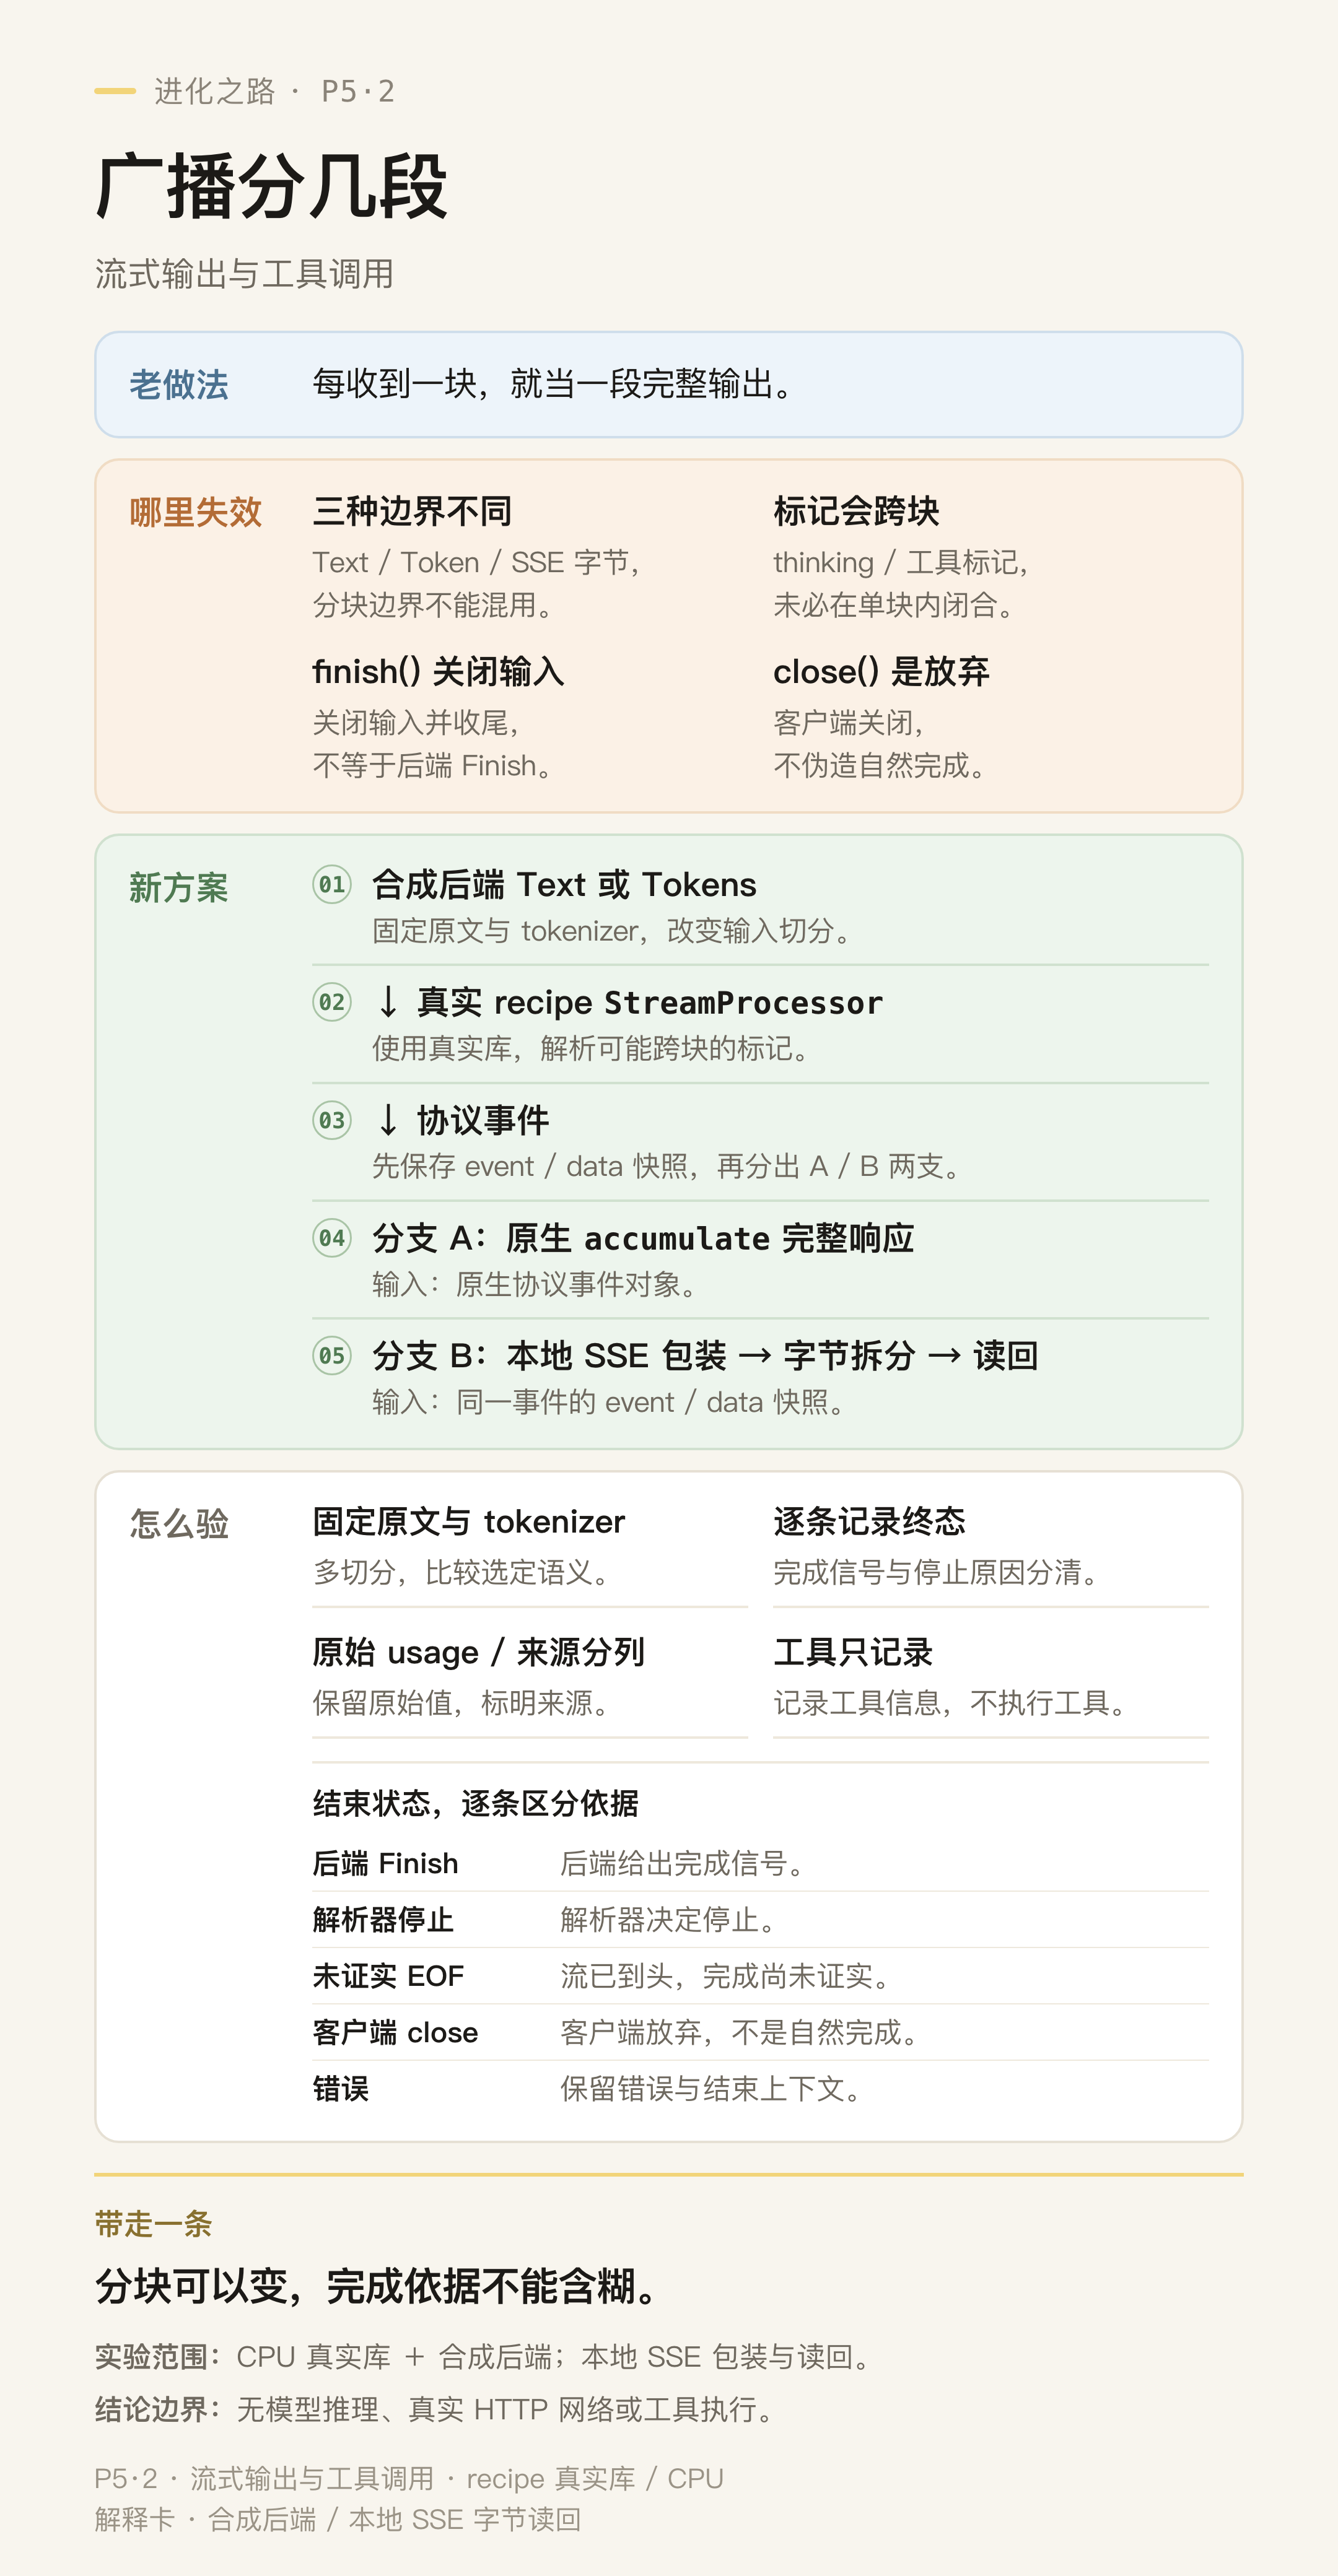 进化之路 · P5·2
广播分几段
流式输出与工具调用
老做法
每收到一块，就当一段完整输出。
哪里失效
三种边界不同
Text / Token / SSE 字节，
分块边界不能混用。
标记会跨块
thinking / 工具标记，
未必在单块内闭合。
finish() 关闭输入
关闭输入并收尾，
不等于后端 Finish。
close() 是放弃
客户端关闭，
不伪造自然完成。
新方案
01 合成后端 Text 或 Tokens
固定原文与 tokenizer，改变输入切分。
02 ↓ 真实 recipe StreamProcessor
使用真实库，解析可能跨块的标记。
03 ↓ 协议事件
先保存 event / data 快照，再分出 A / B 两支。
04 分支 A：原生 accumulate 完整响应
输入：原生协议事件对象。
05 分支 B：本地 SSE 包装 → 字节拆分 → 读回
输入：同一事件的 event / data 快照。
怎么验
固定原文与 tokenizer
多切分，比较选定语义。
逐条记录终态
完成信号与停止原因分清。
原始 usage / 来源分列
保留原始值，标明来源。
工具只记录
记录工具信息，不执行工具。
结束状态，逐条区分依据
后端 Finish 后端给出完成信号。
解析器停止 解析器决定停止。
未证实 EOF 流已到头，完成尚未证实。
客户端 close 客户端放弃，不是自然完成。
错误 保留错误与结束上下文。
带走一条
分块可以变，完成依据不能含糊。
实验范围：CPU 真实库 + 合成后端；本地 SSE 包装与读回。
结论边界：无模型推理、真实 HTTP 网络或工具执行。
P5·2 · 流式输出与工具调用 · recipe 真实库 / CPU
解释卡 · 合成后端 / 本地 SSE 字节读回